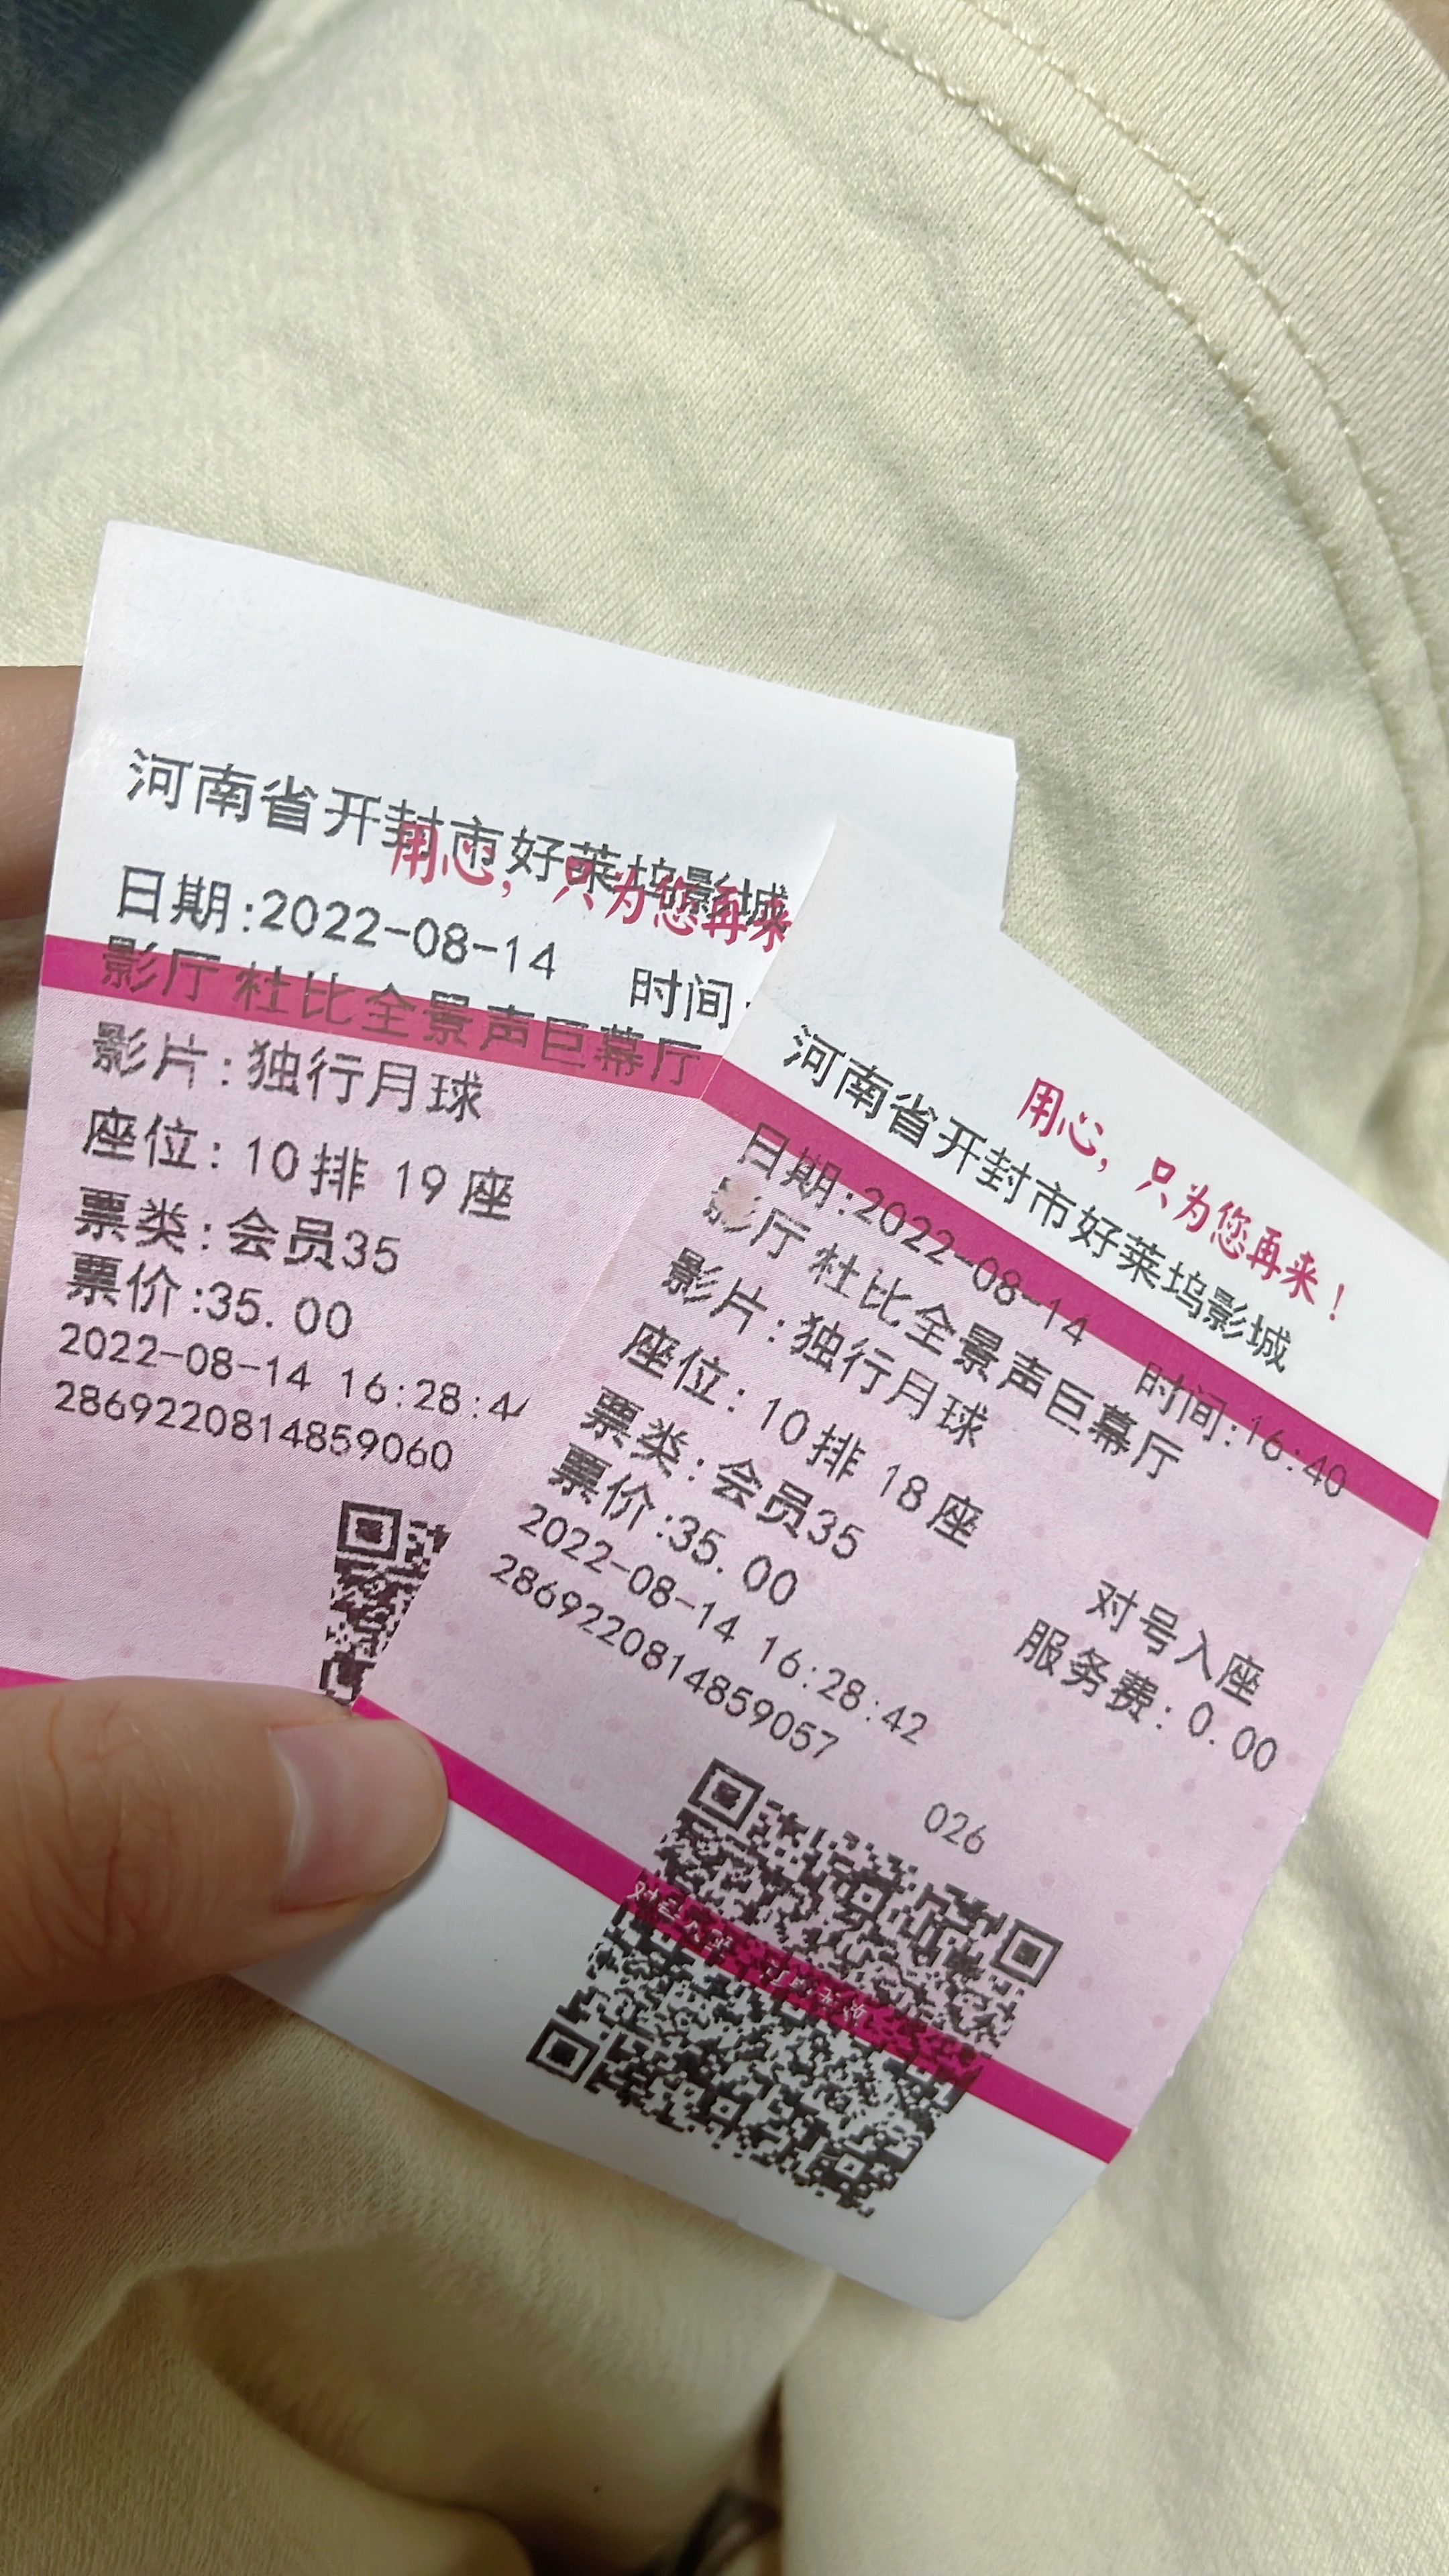 河南省开封市好莱坞影城
用心，只为您再来
日期:2022-08-14 时间:
影厅 杜比全景声巨幕厅
影片:独行月球
座位: 10排 19座
票类:会员35
票价:35.00
2022-08-14 16:28:4
2869220814859060
用心，只为您再来！
河南省开封市好莱坞影城
日期:2022-08-14 时间:16:40
影厅 杜比全景声巨幕厅
影片:独行月球
座位: 10排 18座
票类:会员35
票价:35.00 对号入座
2022-08-14 16:28:42 服务费: 0.00
2869220814859057
026